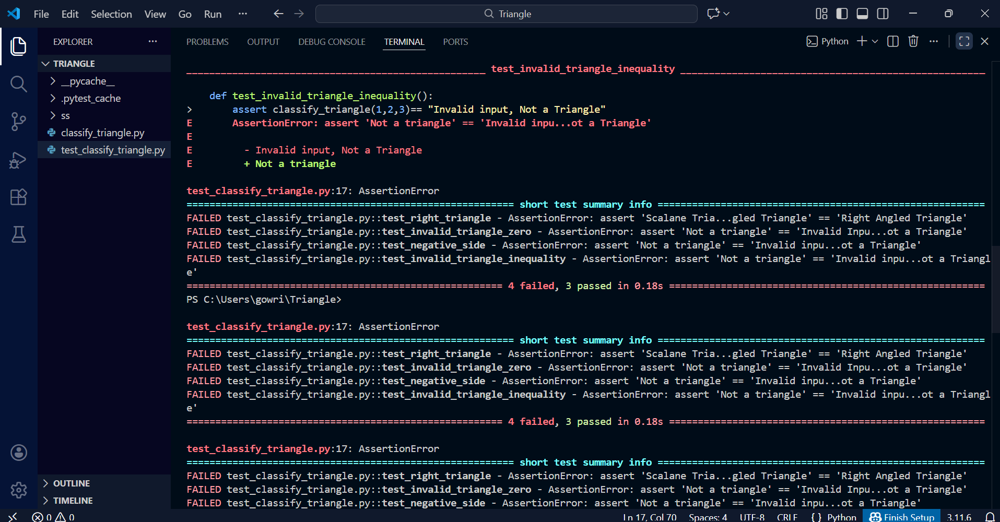 File Edit Selection View Go Run ··· Triangle
EXPLORER ···
TRIANGLE
__pycache__
.pytest_cache
ss
classify_triangle.py
test_classify_triangle.py
OUTLINE
TIMELINE
PROBLEMS OUTPUT DEBUG CONSOLE TERMINAL PORTS Python ···
test_invalid_triangle_inequality
def test_invalid_triangle_inequality():
> assert classify_triangle(1,2,3)== "Invalid input, Not a Triangle"
E AssertionError: assert 'Not a triangle' == 'Invalid inpu...ot a Triangle'
E
E - Invalid input, Not a Triangle
E + Not a triangle
test_classify_triangle.py:17: AssertionError
short test summary info
FAILED test_classify_triangle.py::test_right_triangle - AssertionError: assert 'Scalane Tria...gled Triangle' == 'Right Angled Triangle'
FAILED test_classify_triangle.py::test_invalid_triangle_zero - AssertionError: assert 'Not a triangle' == 'Invalid Inpu...ot a Triangle'
FAILED test_classify_triangle.py::test_negative_side - AssertionError: assert 'Not a triangle' == 'Invalid inpu...ot a Triangle'
FAILED test_classify_triangle.py::test_invalid_triangle_inequality - AssertionError: assert 'Not a triangle' == 'Invalid inpu...ot a Triangl
e'
4 failed, 3 passed in 0.18s
PS C:\Users\gowri\Triangle>
test_classify_triangle.py:17: AssertionError
short test summary info
FAILED test_classify_triangle.py::test_right_triangle - AssertionError: assert 'Scalane Tria...gled Triangle' == 'Right Angled Triangle'
FAILED test_classify_triangle.py::test_invalid_triangle_zero - AssertionError: assert 'Not a triangle' == 'Invalid Inpu...ot a Triangle'
FAILED test_classify_triangle.py::test_negative_side - AssertionError: assert 'Not a triangle' == 'Invalid inpu...ot a Triangle'
FAILED test_classify_triangle.py::test_invalid_triangle_inequality - AssertionError: assert 'Not a triangle' == 'Invalid inpu...ot a Triangl
e'
4 failed, 3 passed in 0.18s
test_classify_triangle.py:17: AssertionError
short test summary info
FAILED test_classify_triangle.py::test_right_triangle - AssertionError: assert 'Scalane Tria...gled Triangle' == 'Right Angled Triangle'
FAILED test_classify_triangle.py::test_invalid_triangle_zero - AssertionError: assert 'Not a triangle' == 'Invalid Inpu...ot a Triangle'
FAILED test_classify_triangle.py::test_negative_side - AssertionError: assert 'Not a triangle' == 'Invalid inpu...ot a Triangle'
0 0 Ln 17, Col 70 Spaces: 4 UTF-8 CRLF {} Python Finish Setup 3.11.6